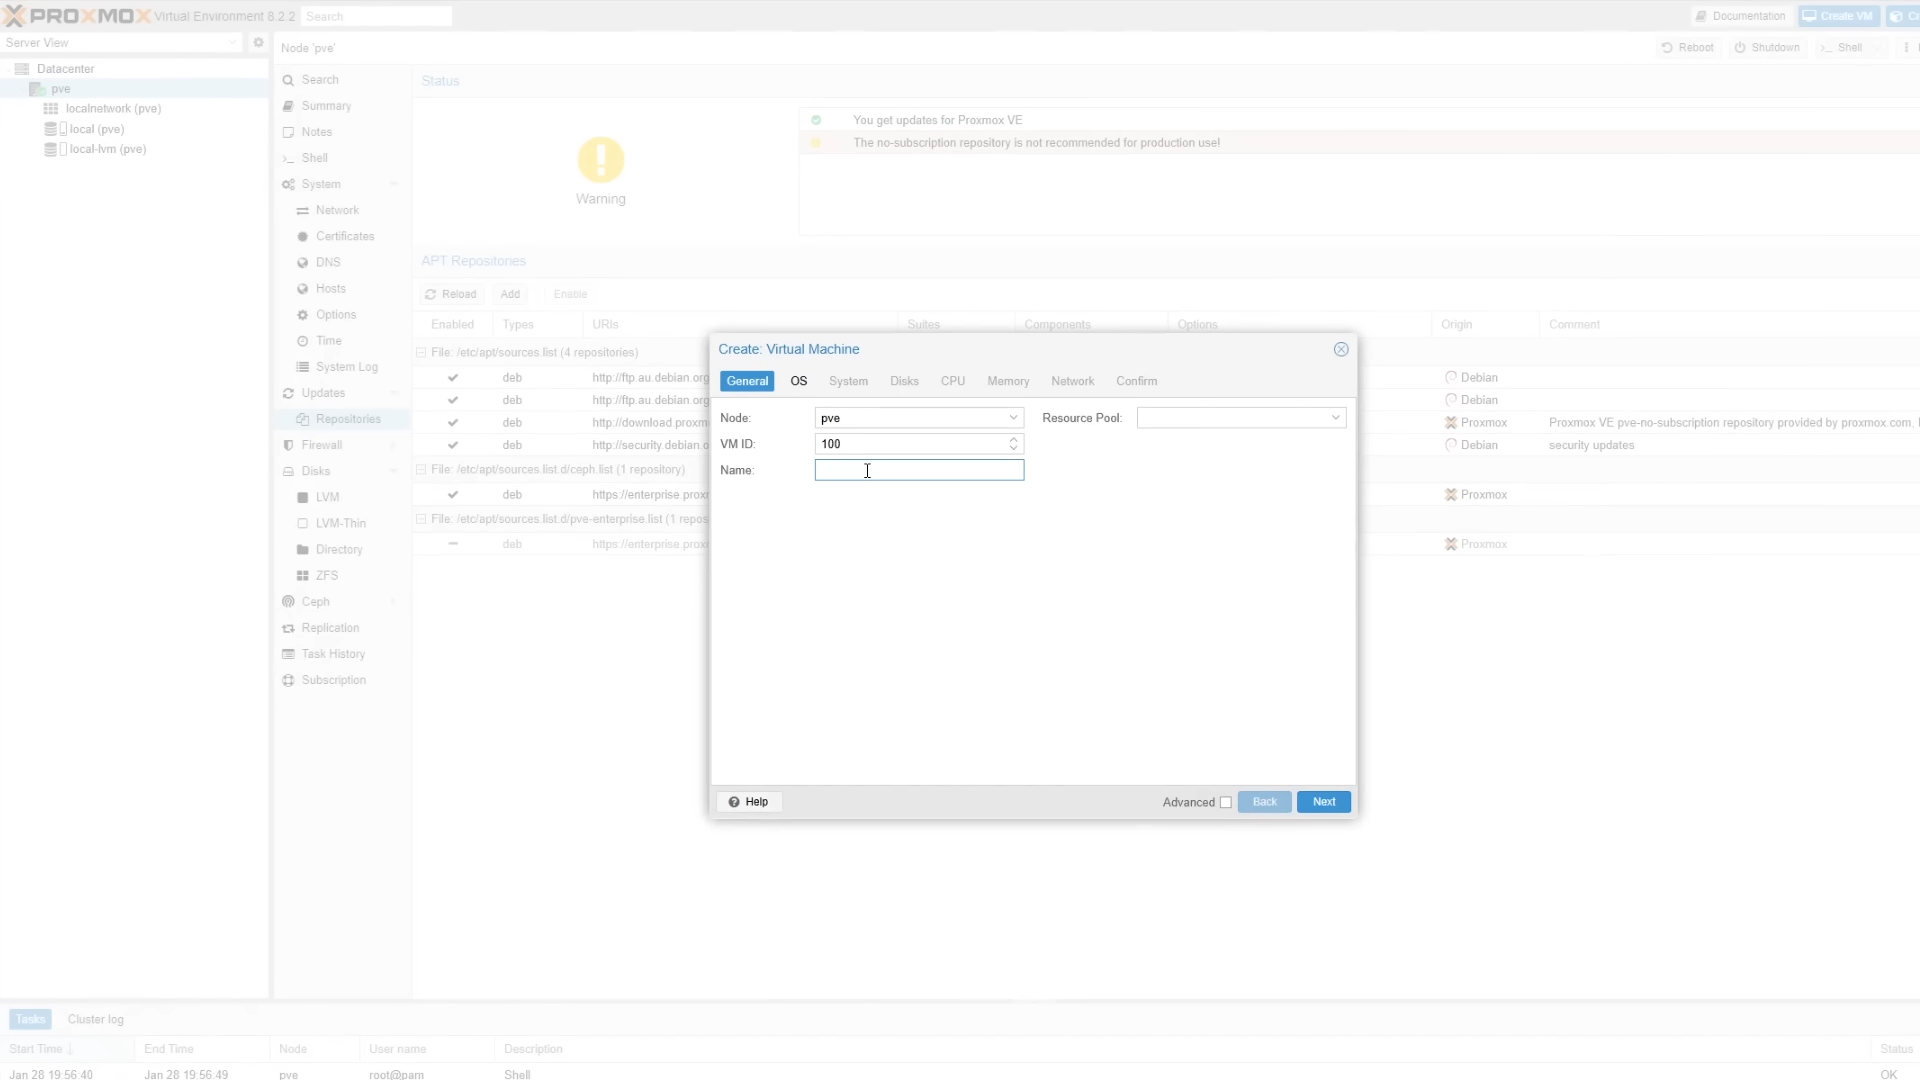 PROXMOX Virtual Environment 8.2.2 Search Documentation Create VM
Server View
Node 'pve' Reboot Shutdown Shell
Datacenter
pve
localnetwork (pve)
local (pve)
local-lvm (pve)
Search
Summary
Notes
Shell
System
Network
Certificates
DNS
Hosts
Options
Time
System Log
Updates
Repositories
Firewall
Disks
LVM
LVM-Thin
Directory
ZFS
Ceph
Replication
Task History
Subscription
Status
Warning
You get updates for Proxmox VE
The no-subscription repository is not recommended for production use!
APT Repositories
Reload Add Enable
Enabled Types URIs Suites Components Options Origin Comment
File: /etc/apt/sources.list (4 repositories)
deb http://ftp.au.debian.org Debian
deb http://ftp.au.debian.org Debian
deb http://download.proxm Proxmox Proxmox VE pve-no-subscription repository provided by proxmox.com,
deb http://security.debian.o Debian security updates
File: /etc/apt/sources.list.d/ceph.list (1 repository)
deb https://enterprise.prox Proxmox
File: /etc/apt/sources.list.d/pve-enterprise.list (1 repos
deb https://enterprise.prox Proxmox
Create: Virtual Machine
General OS System Disks CPU Memory Network Confirm
Node: pve Resource Pool:
VM ID: 100
Name:
Help Advanced Back Next
Tasks Cluster log
Start Time End Time Node User name Description Status
Jan 28 19:56:40 Jan 28 19:56:49 pve root@pam Shell OK